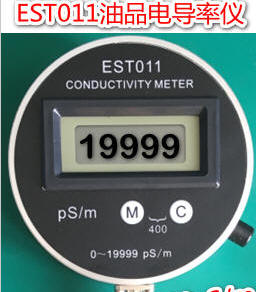 EST011油品电导率仪
EST011
CONDUCTIVITY METER
19999
pS/m M C
400
0~19999 pS/m